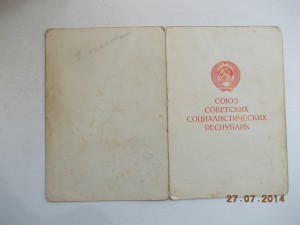 СОЮЗ
СОВЕТСКИХ
СОЦИАЛИСТИЧЕСКИХ
РЕСПУБЛИК
27.07.2014